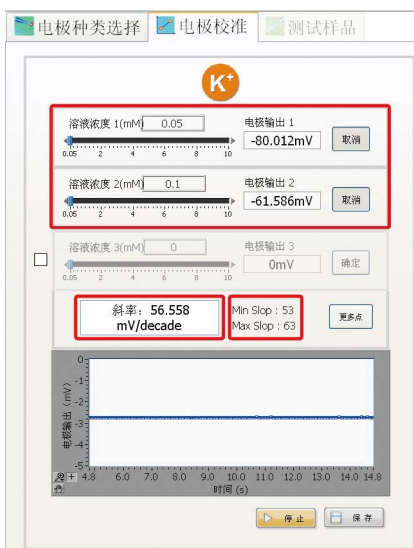 电极种类选择 电极校准 测试样品
K+
溶液浓度 1(mM) 0.05 电极输出 1
-80.012mV 取消
0.05 2 4 6 8 10
溶液浓度 2(mM) 0.1 电极输出 2
-61.586mV 取消
0.05 2 4 6 8 10
溶液浓度 3(mM) 0 电极输出 3
0mV 确定
0.05 2 4 6 8 10
斜率：56.558
mV/decade
Min Slop : 53
Max Slop : 63
更多点
电极输出 (mV)
0
-1
-2
-3
-4
-5
4.8 6.0 7.0 8.0 9.0 10.0 11.0 12.0 13.0 14.0 14.8
时间 (s)
停止 保存